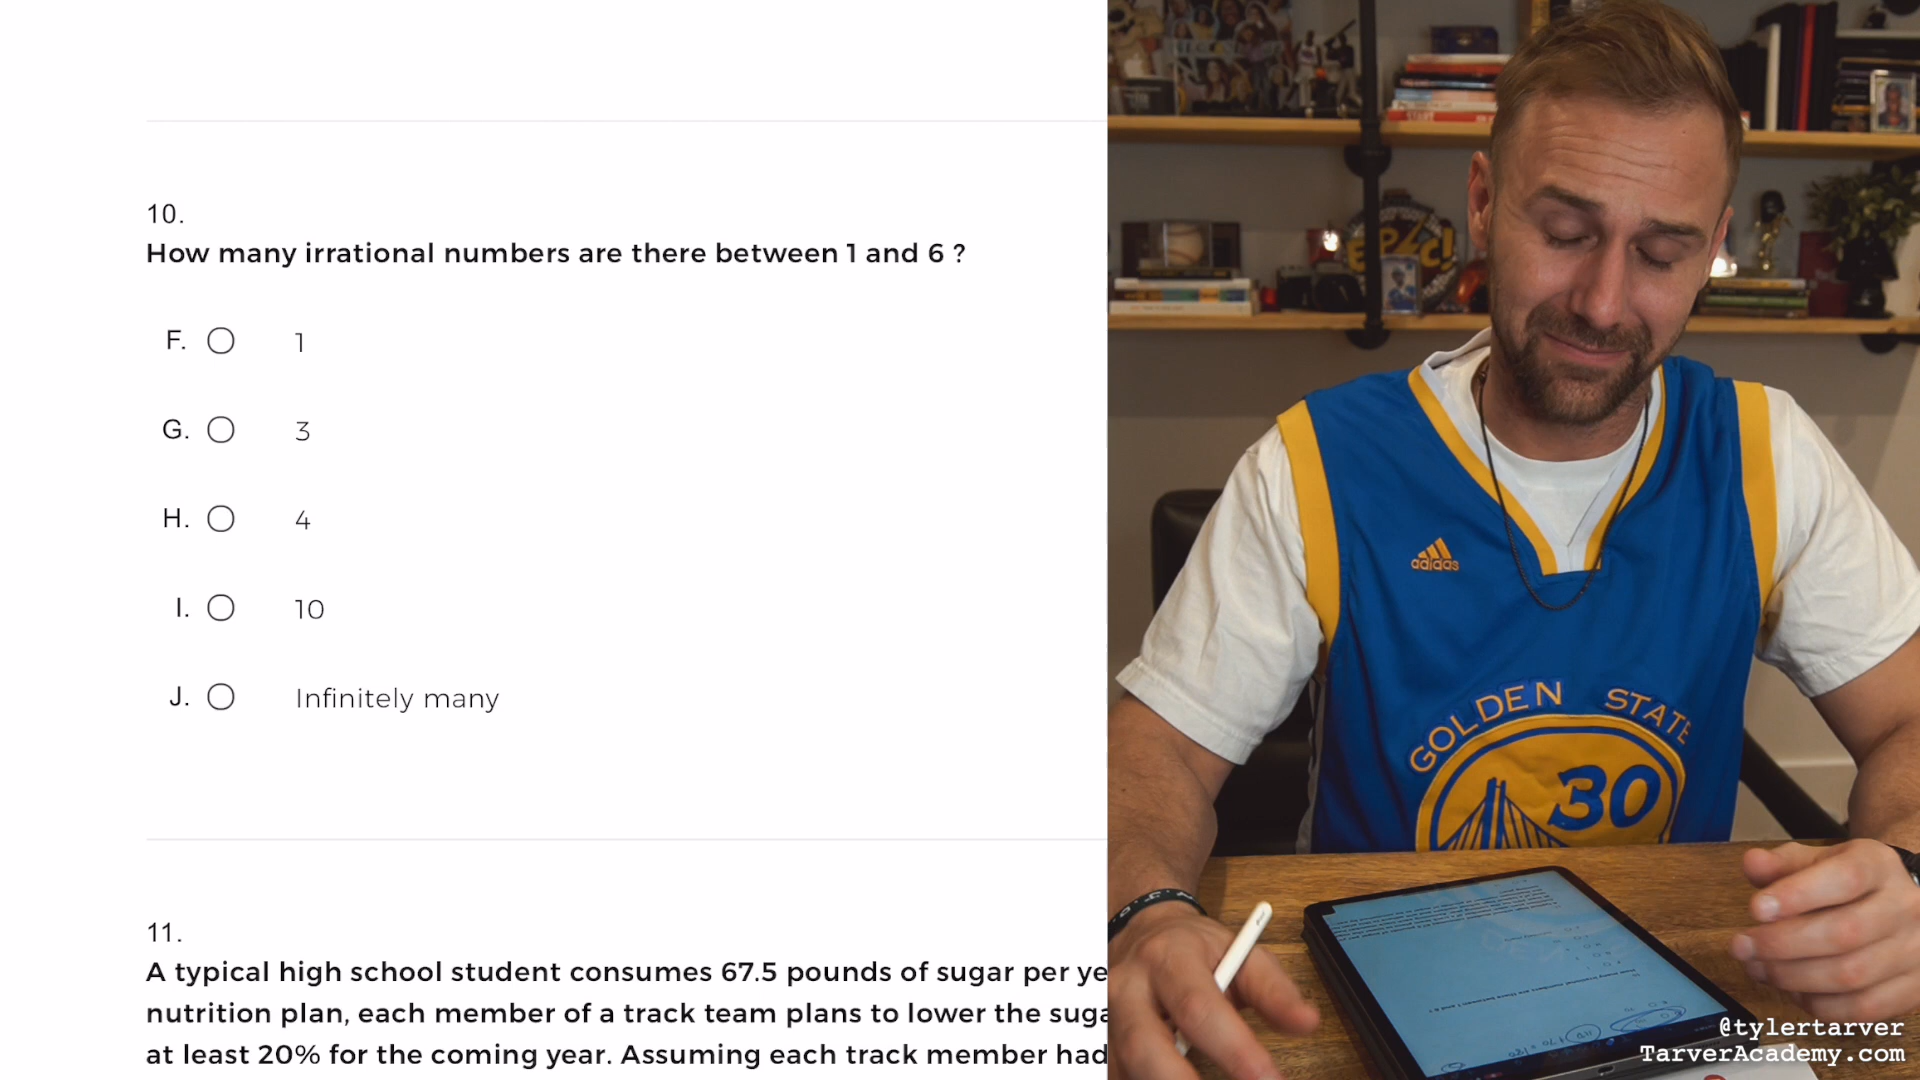 10.
How many irrational numbers are there between 1 and 6 ?
F. 1
G. 3
H. 4
I. 10
J. Infinitely many
11.
A typical high school student consumes 67.5 pounds of sugar per ye
nutrition plan, each member of a track team plans to lower the suga
at least 20% for the coming year. Assuming each track member had
EPIC!
adidas
GOLDEN STATE
30
@tylertarver
TarverAcademy.com